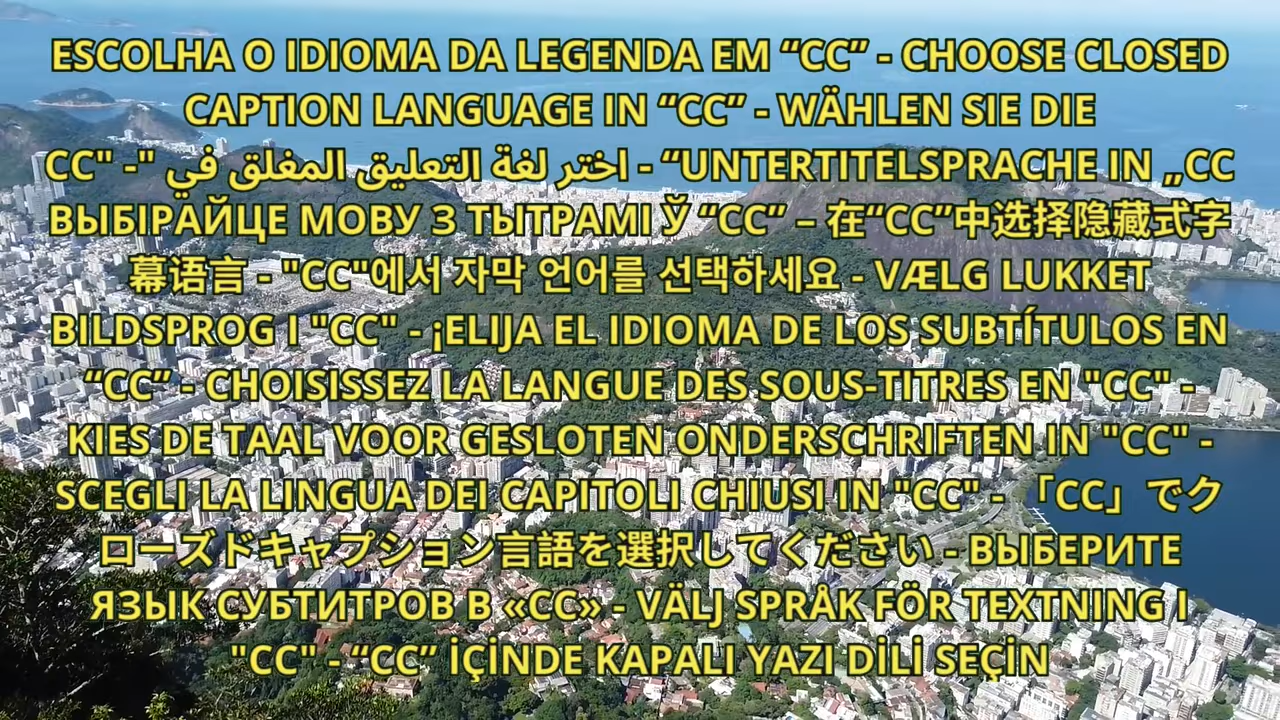 ESCOLHA O IDIOMA DA LEGENDA EM “CC” - CHOOSE CLOSED
CAPTION LANGUAGE IN “CC” - WÄHLEN SIE DIE
UNTERTITELSPRACHE IN „CC“ - اختر لغة التعليق المغلق في "CC" -
ВЫБІРАЙЦЕ МОВУ З ТЫТРАМІ Ў “CC” – 在“CC”中选择隐藏式字
幕语言 - "CC"에서 자막 언어를 선택하세요 - VÆLG LUKKET
BILDSPROG I "CC" - ¡ELIJA EL IDIOMA DE LOS SUBTÍTULOS EN
“CC” - CHOISISSEZ LA LANGUE DES SOUS-TITRES EN "CC" -
KIES DE TAAL VOOR GESLOTEN ONDERSCHRIFTEN IN "CC" -
SCEGLI LA LINGUA DEI CAPITOLI CHIUSI IN "CC" - 「CC」でク
ローズドキャプション言語を選択してください - ВЫБЕРИТЕ
ЯЗЫК СУБТИТРОВ В «CC» - VÄLJ SPRÅK FÖR TEXTNING I
"CC" - “CC” İÇİNDE KAPALI YAZI DİLİ SEÇİN